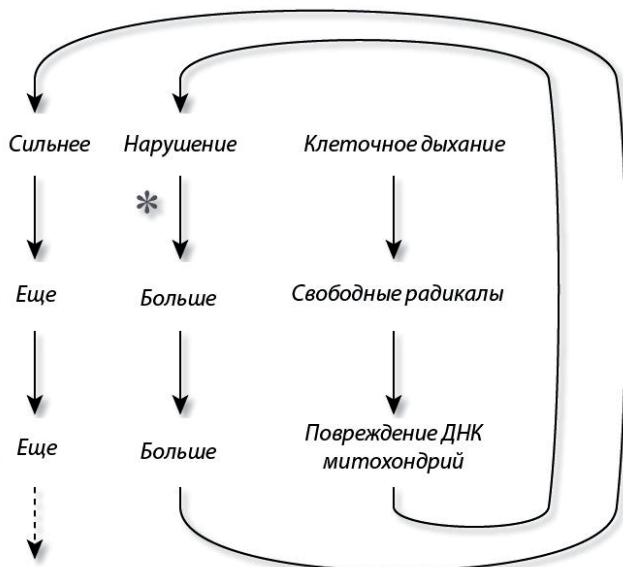 Сильнее Нарушение Клеточное дыхание
*
Еще Больше Свободные радикалы
Еще Больше Повреждение ДНК
митохондрий